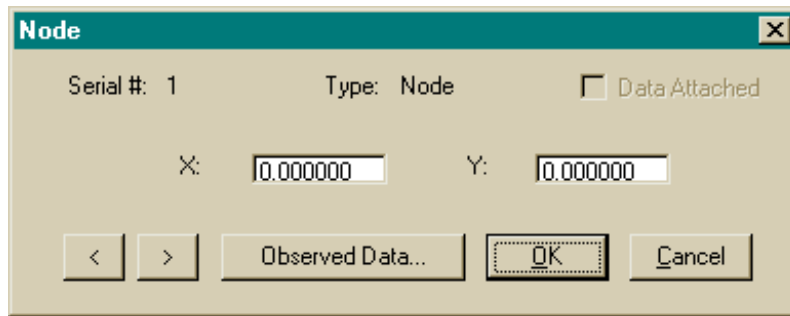 Node
Serial #: 1 Type: Node Data Attached
X: 0.000000 Y: 0.000000
< > Observed Data... OK Cancel